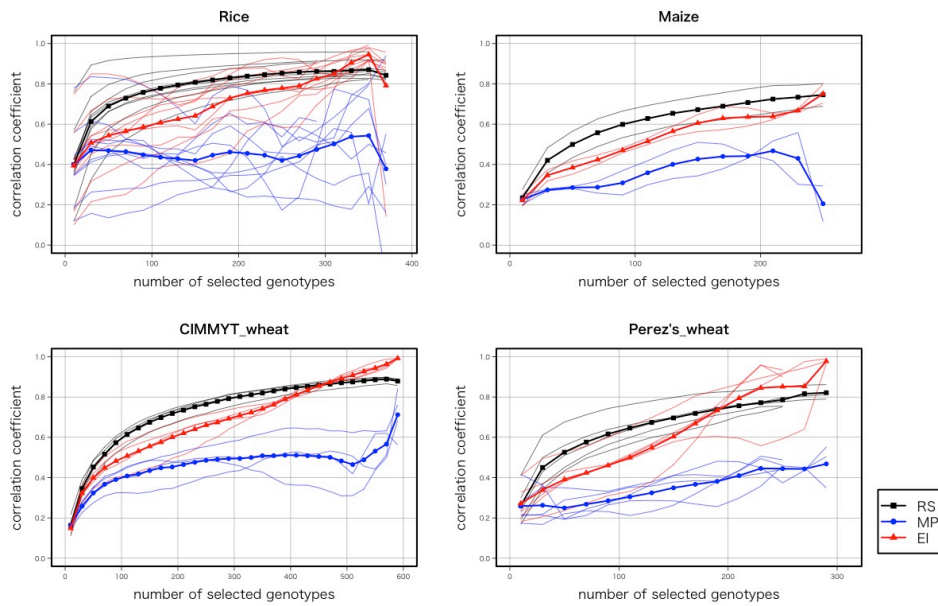 Rice
correlation coefficient
1.0
0.8
0.6
0.4
0.2
0.0
0 100 200 300 400
number of selected genotypes
Maize
correlation coefficient
1.0
0.8
0.6
0.4
0.2
0.0
0 100 200
number of selected genotypes
CIMMYT_wheat
correlation coefficient
1.0
0.8
0.6
0.4
0.2
0.0
0 100 200 300 400 500 600
number of selected genotypes
Perez's_wheat
correlation coefficient
1.0
0.8
0.6
0.4
0.2
0.0
0 100 200 300
number of selected genotypes
RS
MP
EI